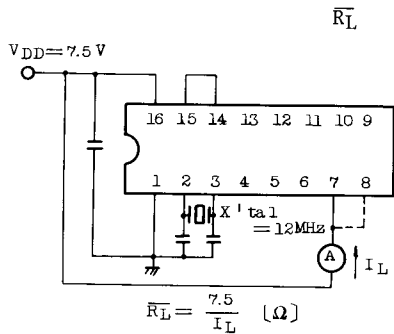 R̅L̅
VDD=7.5V
16 15 14 13 12 11 10 9
1 2 3 4 5 6 7 8
X'tal
=12MHz
A
IL
R̅L̅ = 7.5/IL [Ω]